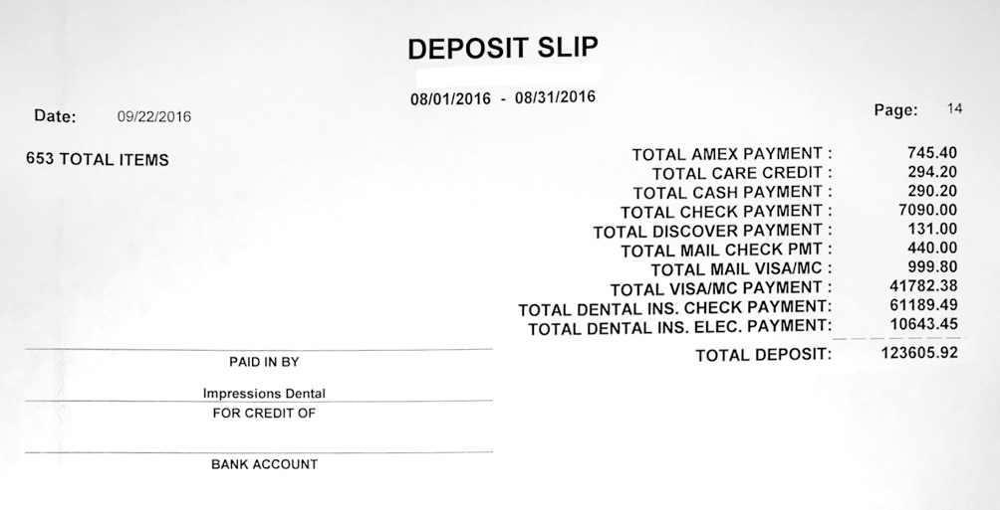 DEPOSIT SLIP
08/01/2016 - 08/31/2016
Date: 09/22/2016
Page: 14
653 TOTAL ITEMS
TOTAL AMEX PAYMENT : 745.40
TOTAL CARE CREDIT : 294.20
TOTAL CASH PAYMENT : 290.20
TOTAL CHECK PAYMENT : 7090.00
TOTAL DISCOVER PAYMENT : 131.00
TOTAL MAIL CHECK PMT : 440.00
TOTAL MAIL VISA/MC : 999.80
TOTAL VISA/MC PAYMENT : 41782.38
TOTAL DENTAL INS. CHECK PAYMENT: 61189.49
TOTAL DENTAL INS. ELEC. PAYMENT: 10643.45
TOTAL DEPOSIT: 123605.92
PAID IN BY
Impressions Dental
FOR CREDIT OF
BANK ACCOUNT